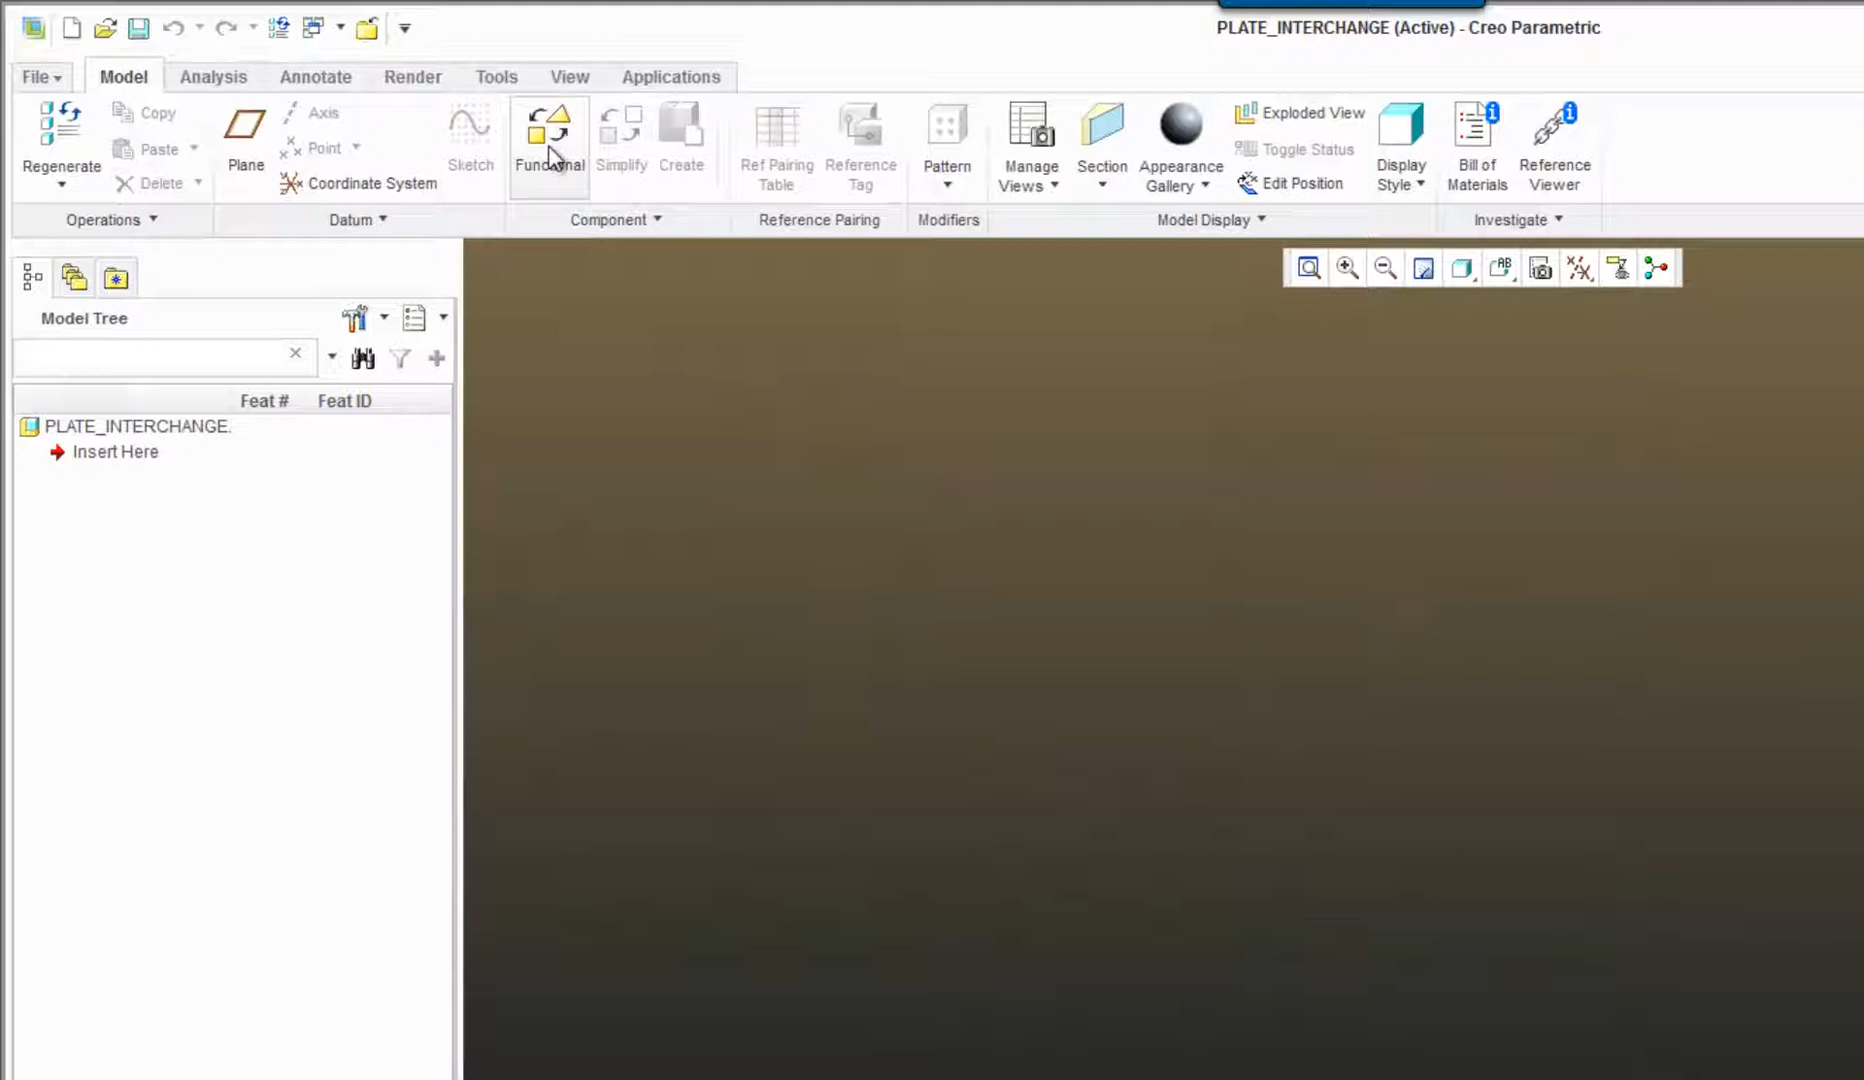 PLATE_INTERCHANGE (Active) - Creo Parametric
File Model Analysis Annotate Render Tools View Applications
Regenerate
Copy
Paste
Delete
Operations
Plane
Axis
Point
Coordinate System
Sketch
Datum
Functional
Simplify
Create
Component
Ref Pairing
Table
Reference
Tag
Reference Pairing
Pattern
Modifiers
Manage
Views
Section
Appearance
Gallery
Exploded View
Toggle Status
Edit Position
Display
Style
Model Display
Bill of
Materials
Reference
Viewer
Investigate
Model Tree
Feat # Feat ID
PLATE_INTERCHANGE.
Insert Here